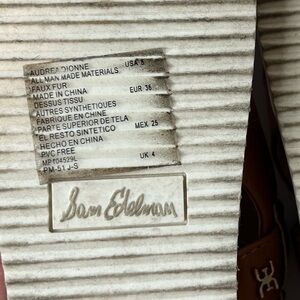 AUDREA DIONNE USA 5
ALL MAN MADE MATERIALS
FAUX FUR EUR 35
MADE IN CHINA
DESSUS TISSU
AUTRES SYNTHETIQUES
FABRIQUE EN CHINE
PARTE SUPERIOR DE TELA MEX 25
EL RESTO SINTETICO
HECHO EN CHINA
PVC FREE UK 4
PM-51 J-S
Sam Edelman